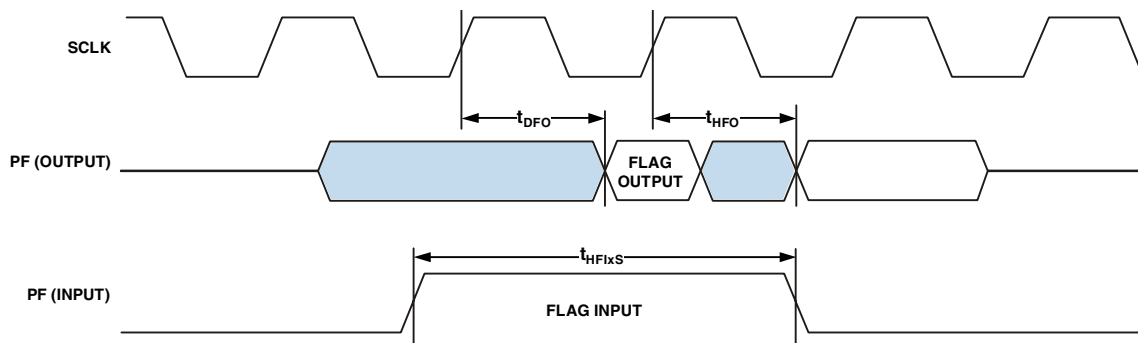 SCLK
tDFO
tHFO
PF (OUTPUT)
FLAG
OUTPUT
tHFIxS
PF (INPUT)
FLAG INPUT